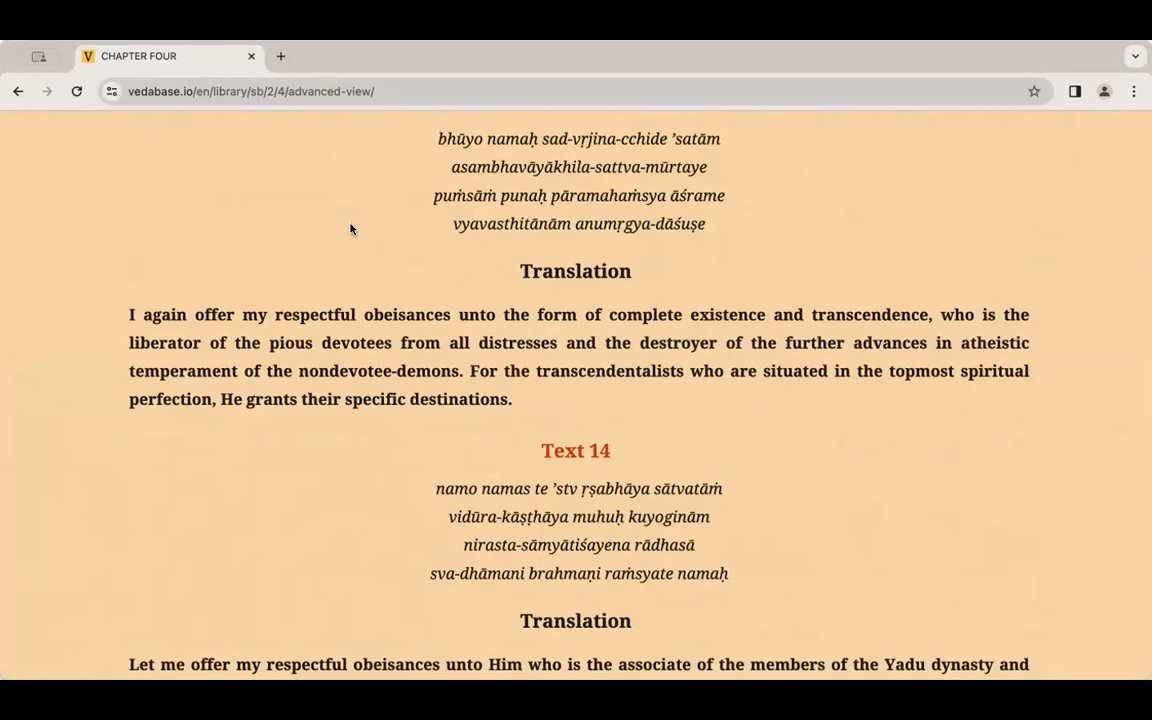 CHAPTER FOUR
vedabase.io/en/library/sb/2/4/advanced-view/
bhūyo namaḥ sad-vṛjina-cchide ’satām
asambhavāyākhila-sattva-mūrtaye
puṁsāṁ punaḥ pāramahaṁsya āśrame
vyavasthitānām anumṛgya-dāśuṣe
Translation
I again offer my respectful obeisances unto the form of complete existence and transcendence, who is the
liberator of the pious devotees from all distresses and the destroyer of the further advances in atheistic
temperament of the nondevotee-demons. For the transcendentalists who are situated in the topmost spiritual
perfection, He grants their specific destinations.
Text 14
namo namas te ’stv ṛṣabhāya sātvatāṁ
vidūra-kāṣṭhāya muhuḥ kuyoginām
nirasta-sāmyātiśayena rādhasā
sva-dhāmani brahmaṇi raṁsyate namaḥ
Translation
Let me offer my respectful obeisances unto Him who is the associate of the members of the Yadu dynasty and